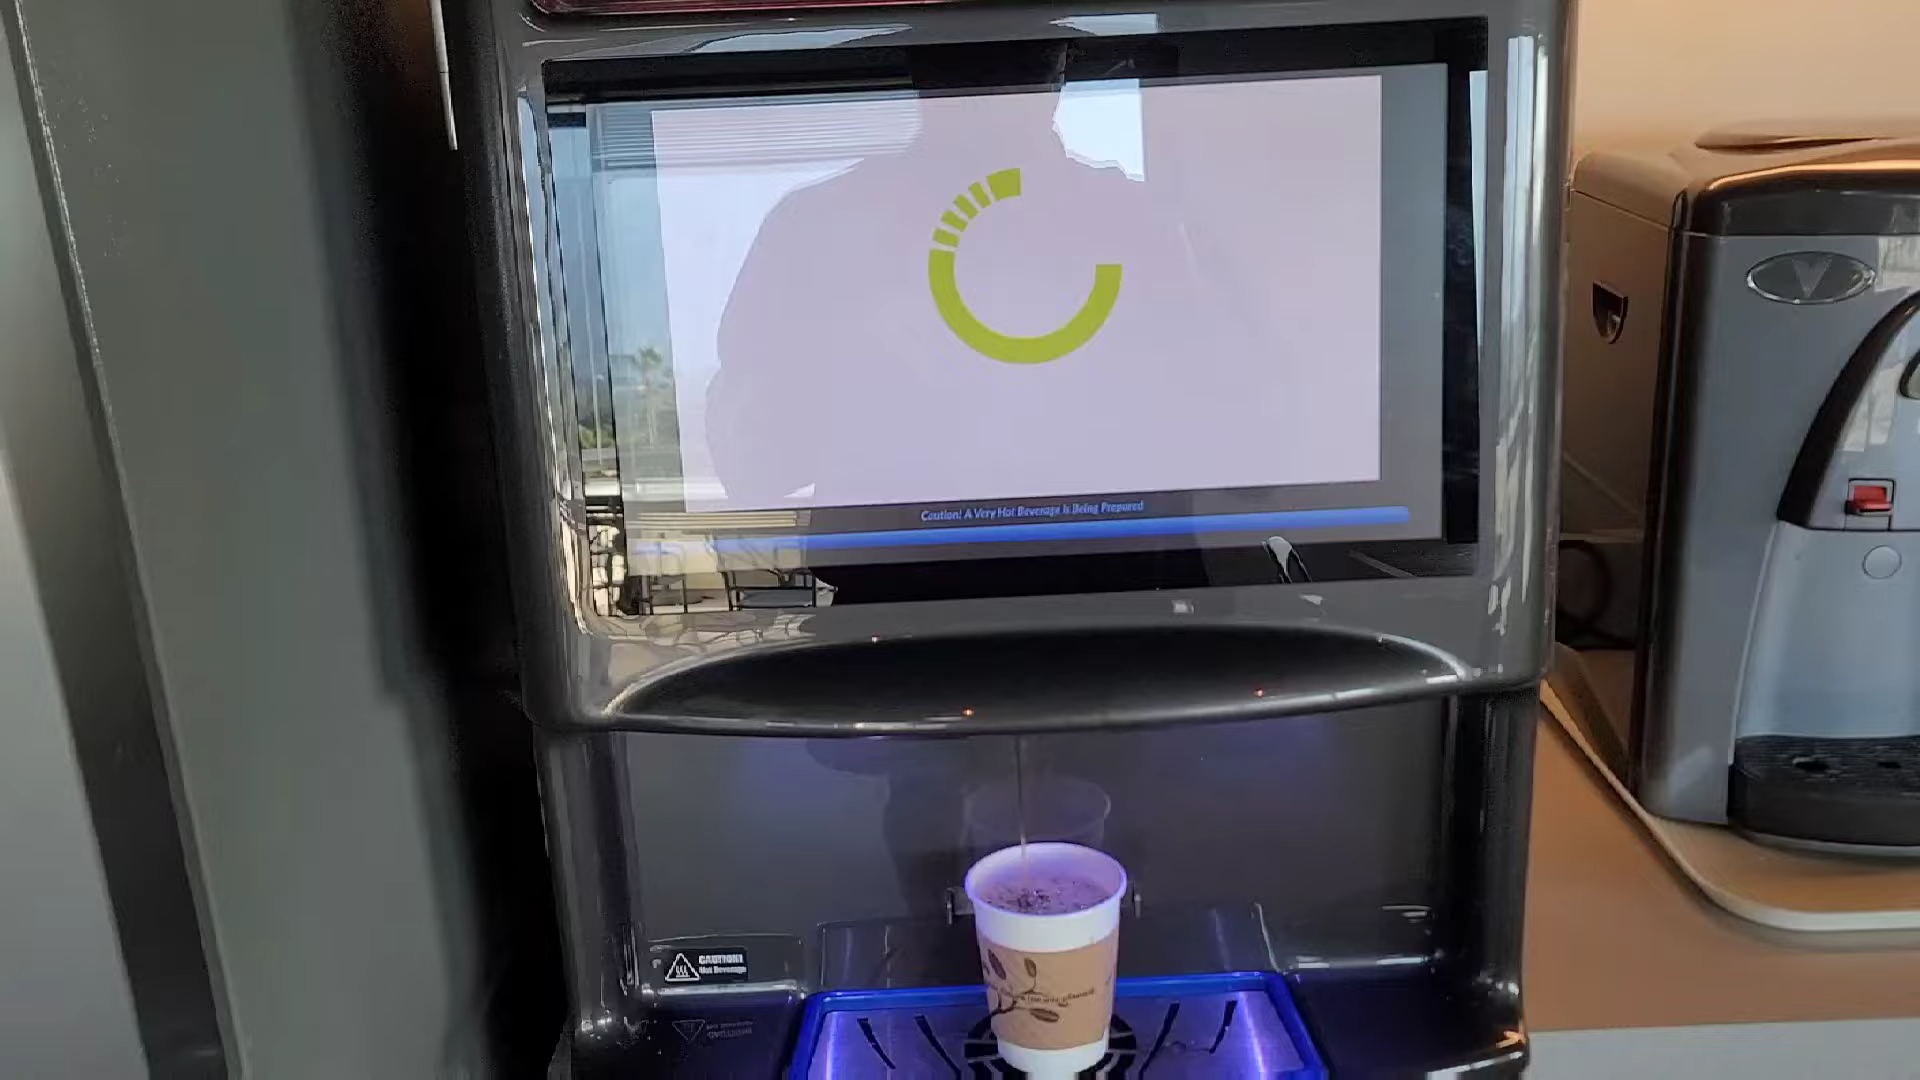 Caution! A Very Hot Beverage Is Being Prepared
CAUTION!
Hot Beverage